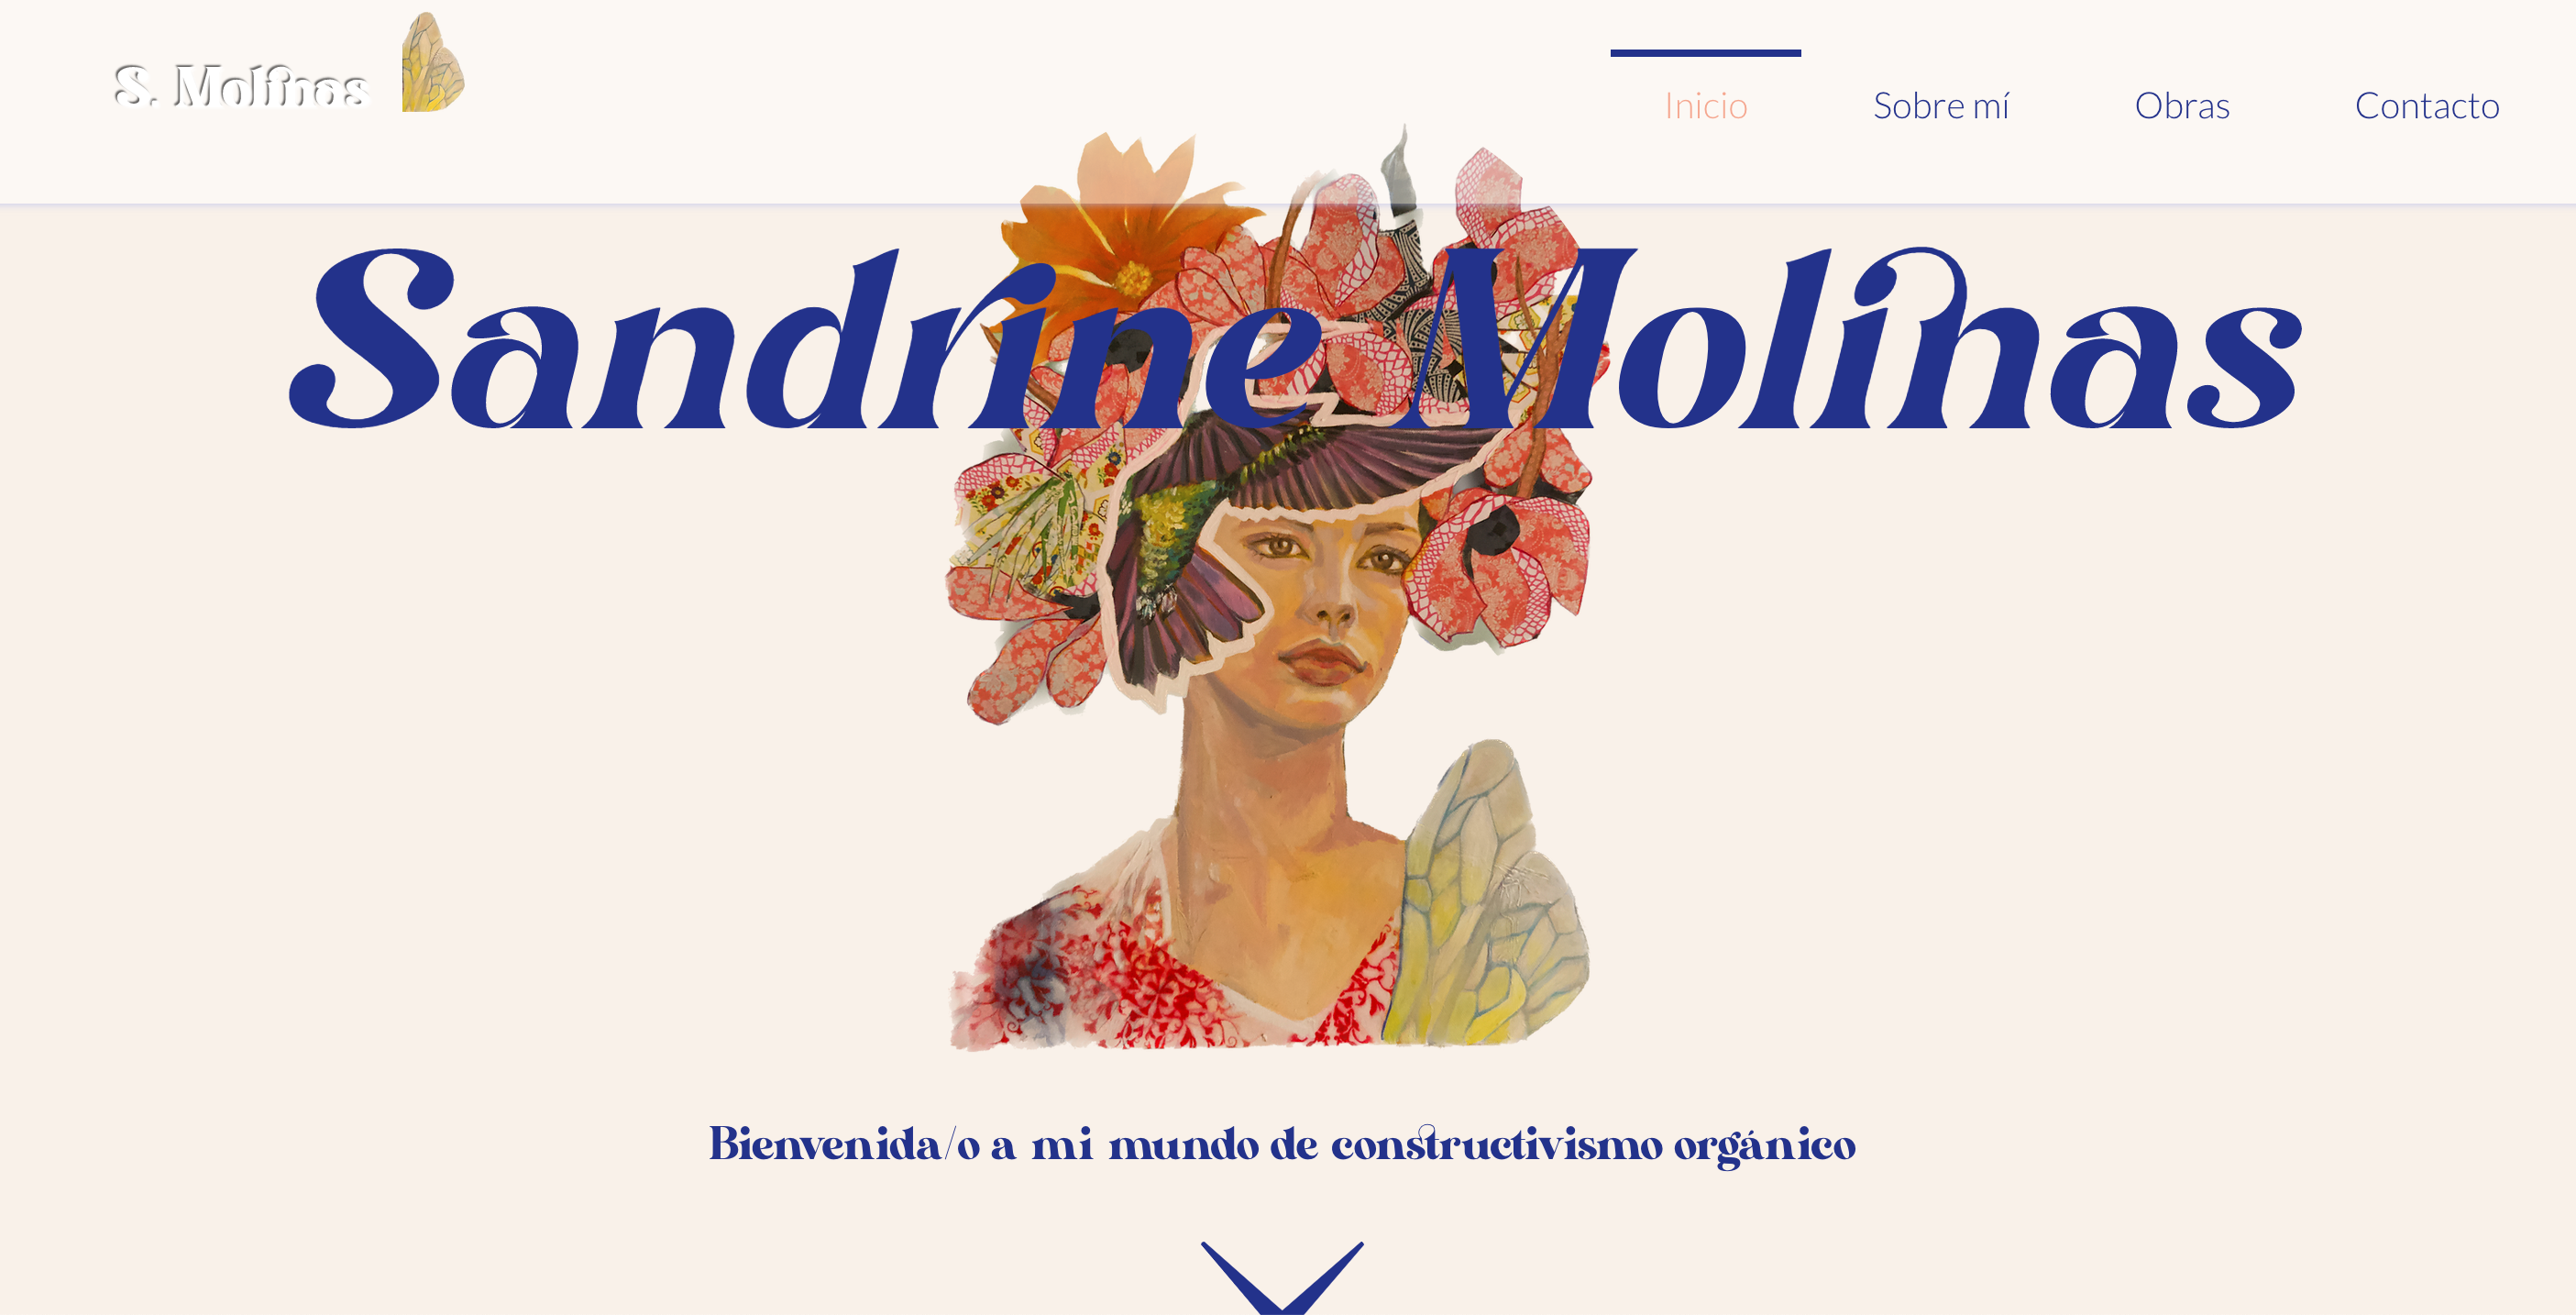 S. Molinas
Inicio Sobre mí Obras Contacto
Sandrine Molinas
Bienvenida/o a mi mundo de constructivismo orgánico